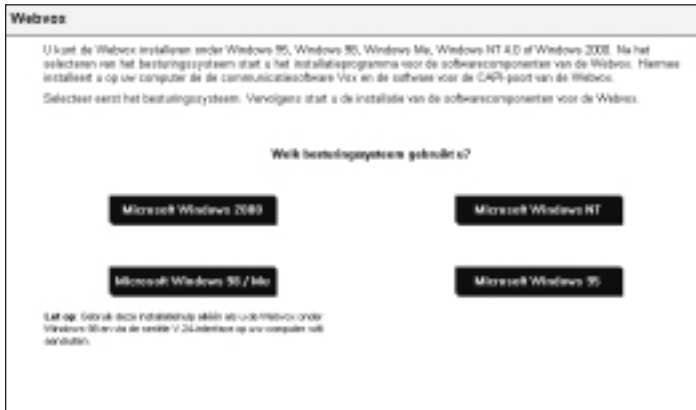 Webvox
U kunt de Webvox installeren onder Windows 95, Windows 98, Windows Me, Windows NT 4.0 of Windows 2000. Na het
selecteren van het besturingssysteem start u het installatieprogramma voor de softwarecomponenten van de Webvox. Hiermee
installeert u op uw computer de de communicatiesoftware Vox en de software voor de CAPI-poort van de Webvox.
Selecteer eerst het besturingssysteem. Vervolgens start u de installatie van de softwarecomponenten voor de Webvox.
Welk besturingssysteem gebruikt u?
Microsoft Windows 2000
Microsoft Windows NT
Microsoft Windows 98 / Me
Microsoft Windows 95
Let op: Gebruik deze installatiehulp alléén als u de Webvox onder
Windows 98 en via de seriële V.24-interface op uw computer wilt
aansluiten.